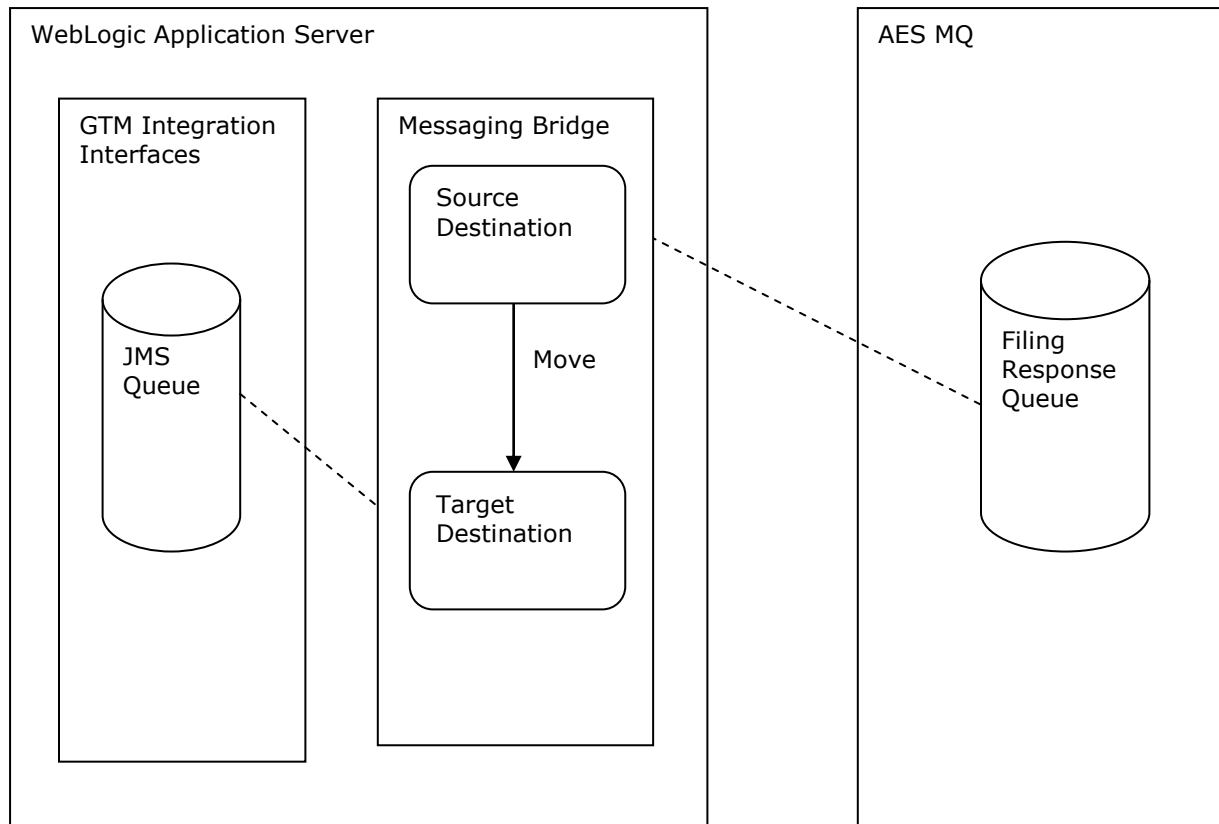 WebLogic Application Server
AES MQ
GTM Integration
Interfaces
Messaging Bridge
Source
Destination
JMS
Queue
Move
Filing
Response
Queue
Target
Destination